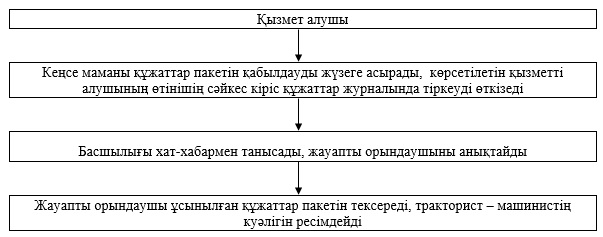 Қызмет алушы
Кеңсе маманы құжаттар пакетін қабылдауды жүзеге асырады, көрсетілетін қызметті
алушының өтінішің сәйкес кіріс құжаттар журналында тіркеуді өткізеді
Басшылығы хат-хабармен танысады, жауапты орындаушыны анықтайды
Жауапты орындаушы ұсынылған құжаттар пакетін тексереді, тракторист – машинистің
куәлігін ресімдейді